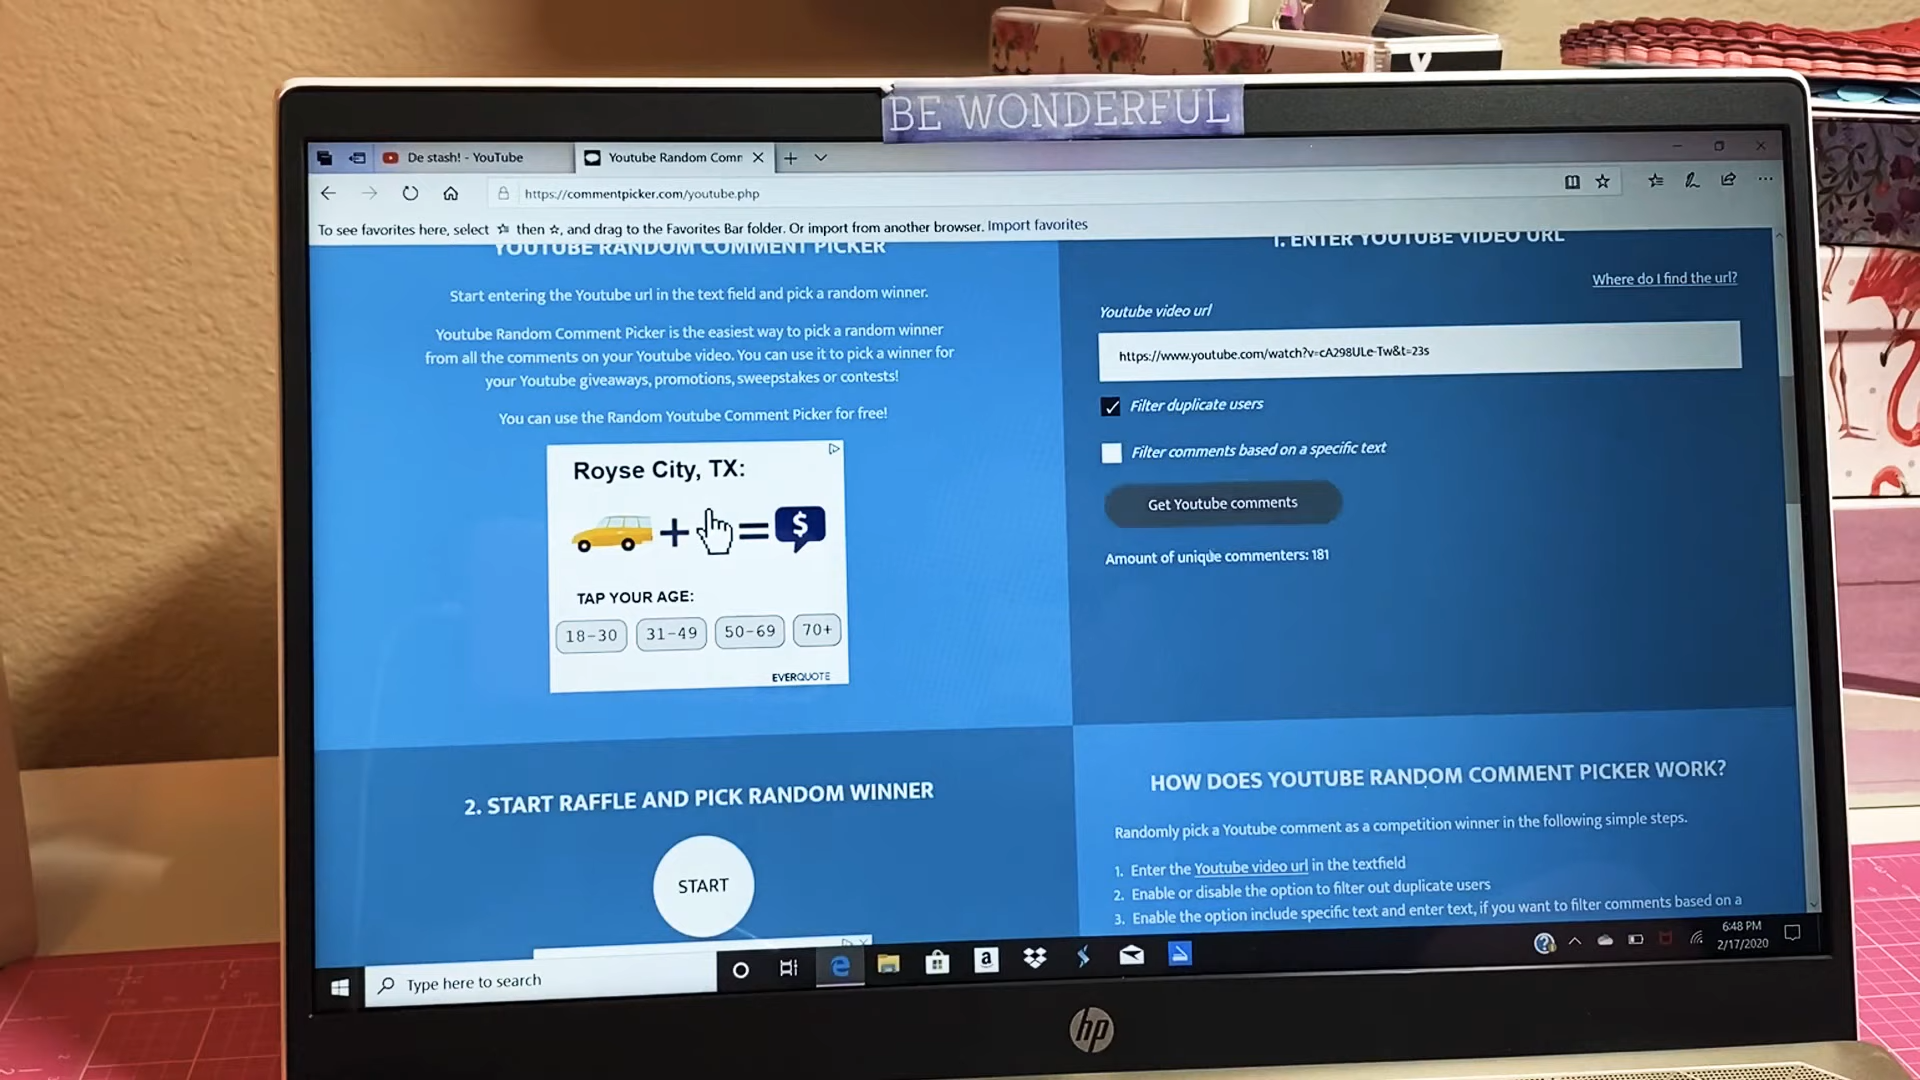 BE WONDERFUL
De stash! - YouTube
Youtube Random Comr
https://commentpicker.com/youtube.php
To see favorites here, select ☆ then ☆, and drag to the Favorites Bar folder. Or import from another browser. Import favorites
YOUTUBE RANDOM COMMENT PICKER
Start entering the Youtube url in the text field and pick a random winner.
Youtube Random Comment Picker is the easiest way to pick a random winner
from all the comments on your Youtube video. You can use it to pick a winner for
your Youtube giveaways, promotions, sweepstakes or contests!
You can use the Random Youtube Comment Picker for free!
Royse City, TX:
+ = $
TAP YOUR AGE:
18-30 31-49 50-69 70+
EVERQUOTE
1. ENTER YOUTUBE VIDEO URL
Where do I find the url?
Youtube video url
https://www.youtube.com/watch?v=cA298ULe-Tw&t=23s
Filter duplicate users
Filter comments based on a specific text
Get Youtube comments
Amount of unique commenters: 181
2. START RAFFLE AND PICK RANDOM WINNER
START
HOW DOES YOUTUBE RANDOM COMMENT PICKER WORK?
Randomly pick a Youtube comment as a competition winner in the following simple steps.
1. Enter the Youtube video url in the textfield
2. Enable or disable the option to filter out duplicate users
3. Enable the option include specific text and enter text, if you want to filter comments based on a
Type here to search
a
6:48 PM
2/17/2020
hp